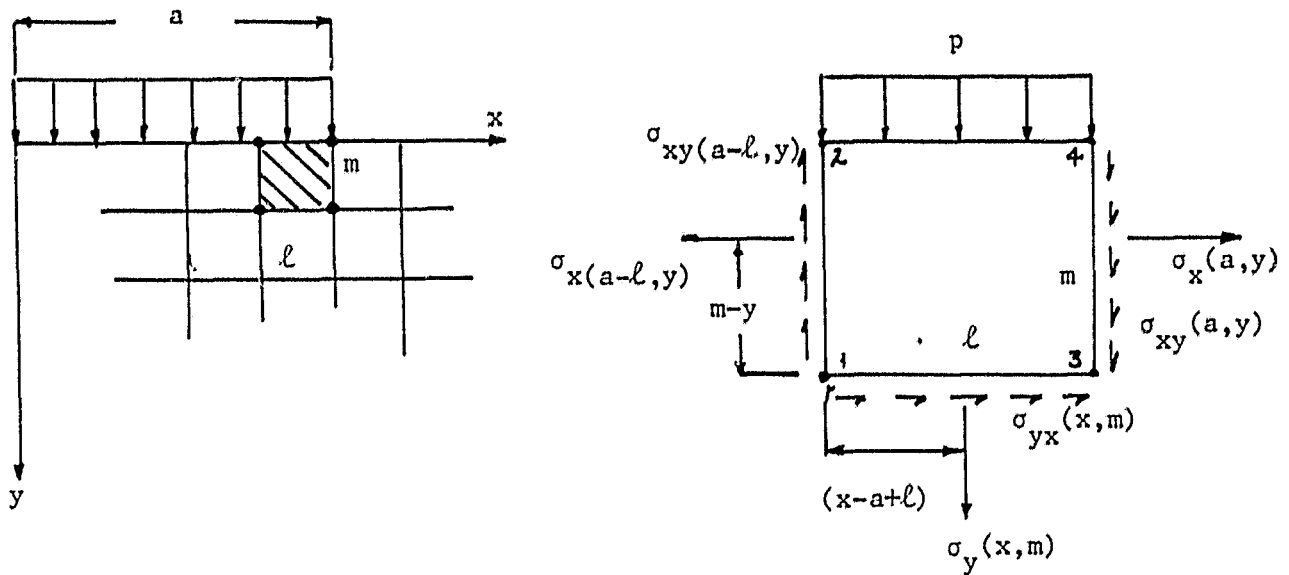 a
x
m
ℓ
y
p
σxy(a-ℓ,y)
2
4
σx(a-ℓ,y)
m-y
m
σx(a,y)
σxy(a,y)
ℓ
1
3
σyx(x,m)
(x-a+ℓ)
σy(x,m)